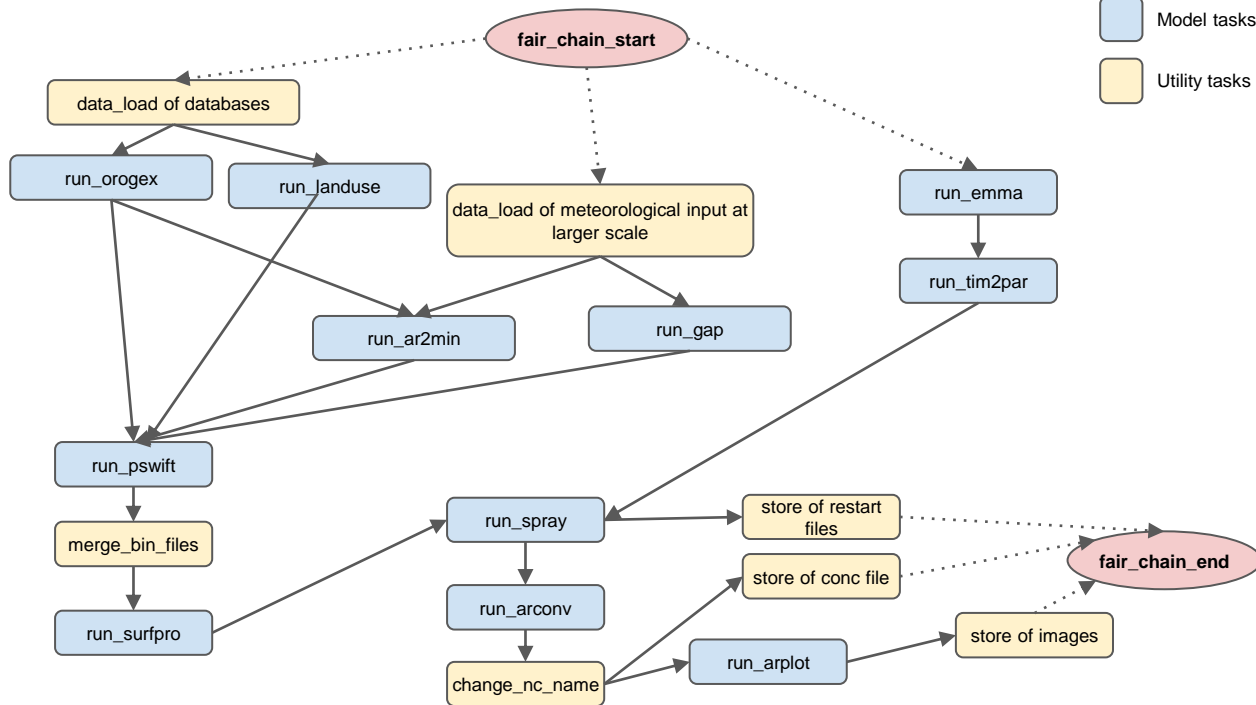 fair_chain_start
Model tasks
Utility tasks
data_load of databases
run_orogex
run_landuse
data_load of meteorological input at
larger scale
run_emma
run_tim2par
run_ar2min
run_gap
run_pswift
merge_bin_files
run_surfpro
run_spray
run_arconv
change_nc_name
store of restart
files
store of conc file
run_arplot
store of images
fair_chain_end